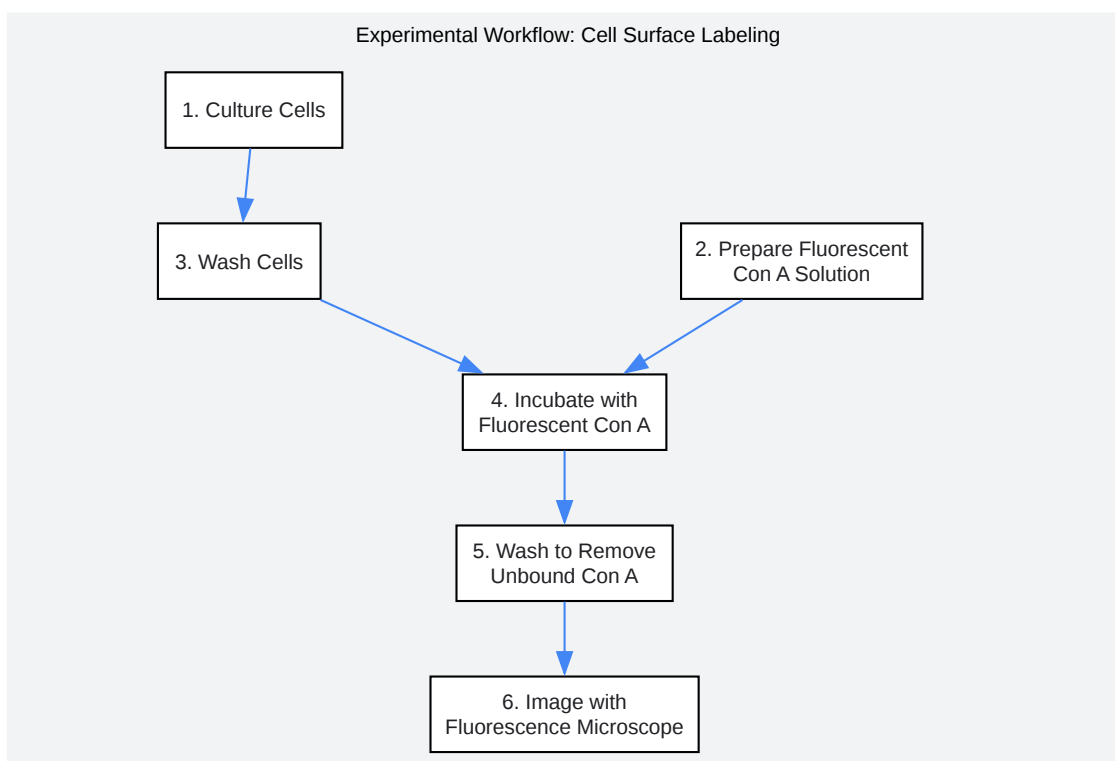 Experimental Workflow: Cell Surface Labeling
1. Culture Cells
3. Wash Cells
2. Prepare Fluorescent
Con A Solution
4. Incubate with
Fluorescent Con A
5. Wash to Remove
Unbound Con A
6. Image with
Fluorescence Microscope